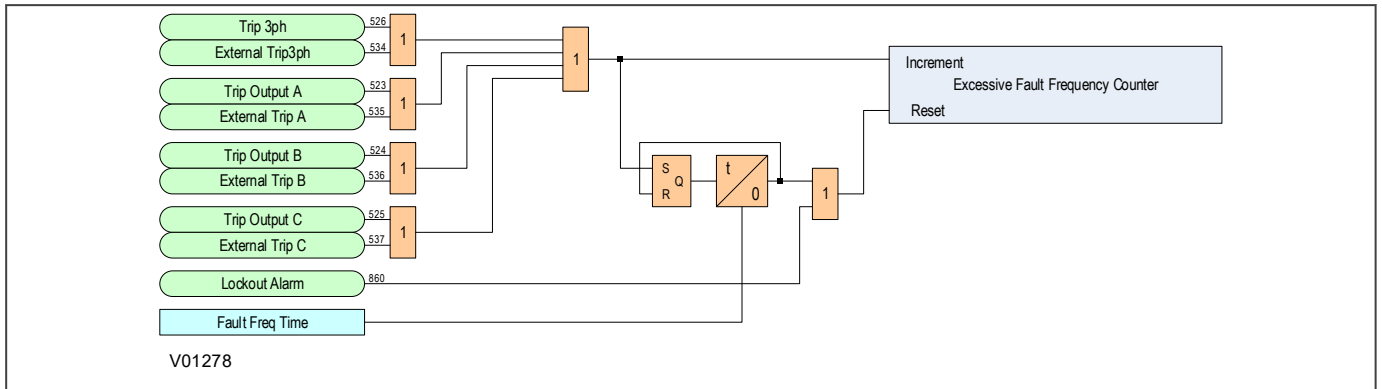 Trip 3ph
526
External Trip3ph
534
1
Trip Output A
523
External Trip A
535
1
Trip Output B
524
External Trip B
536
1
Trip Output C
525
External Trip C
537
1
Lockout Alarm
860
Fault Freq Time
1
S
Q
R
t
0
1
Increment
Excessive Fault Frequency Counter
Reset
V01278